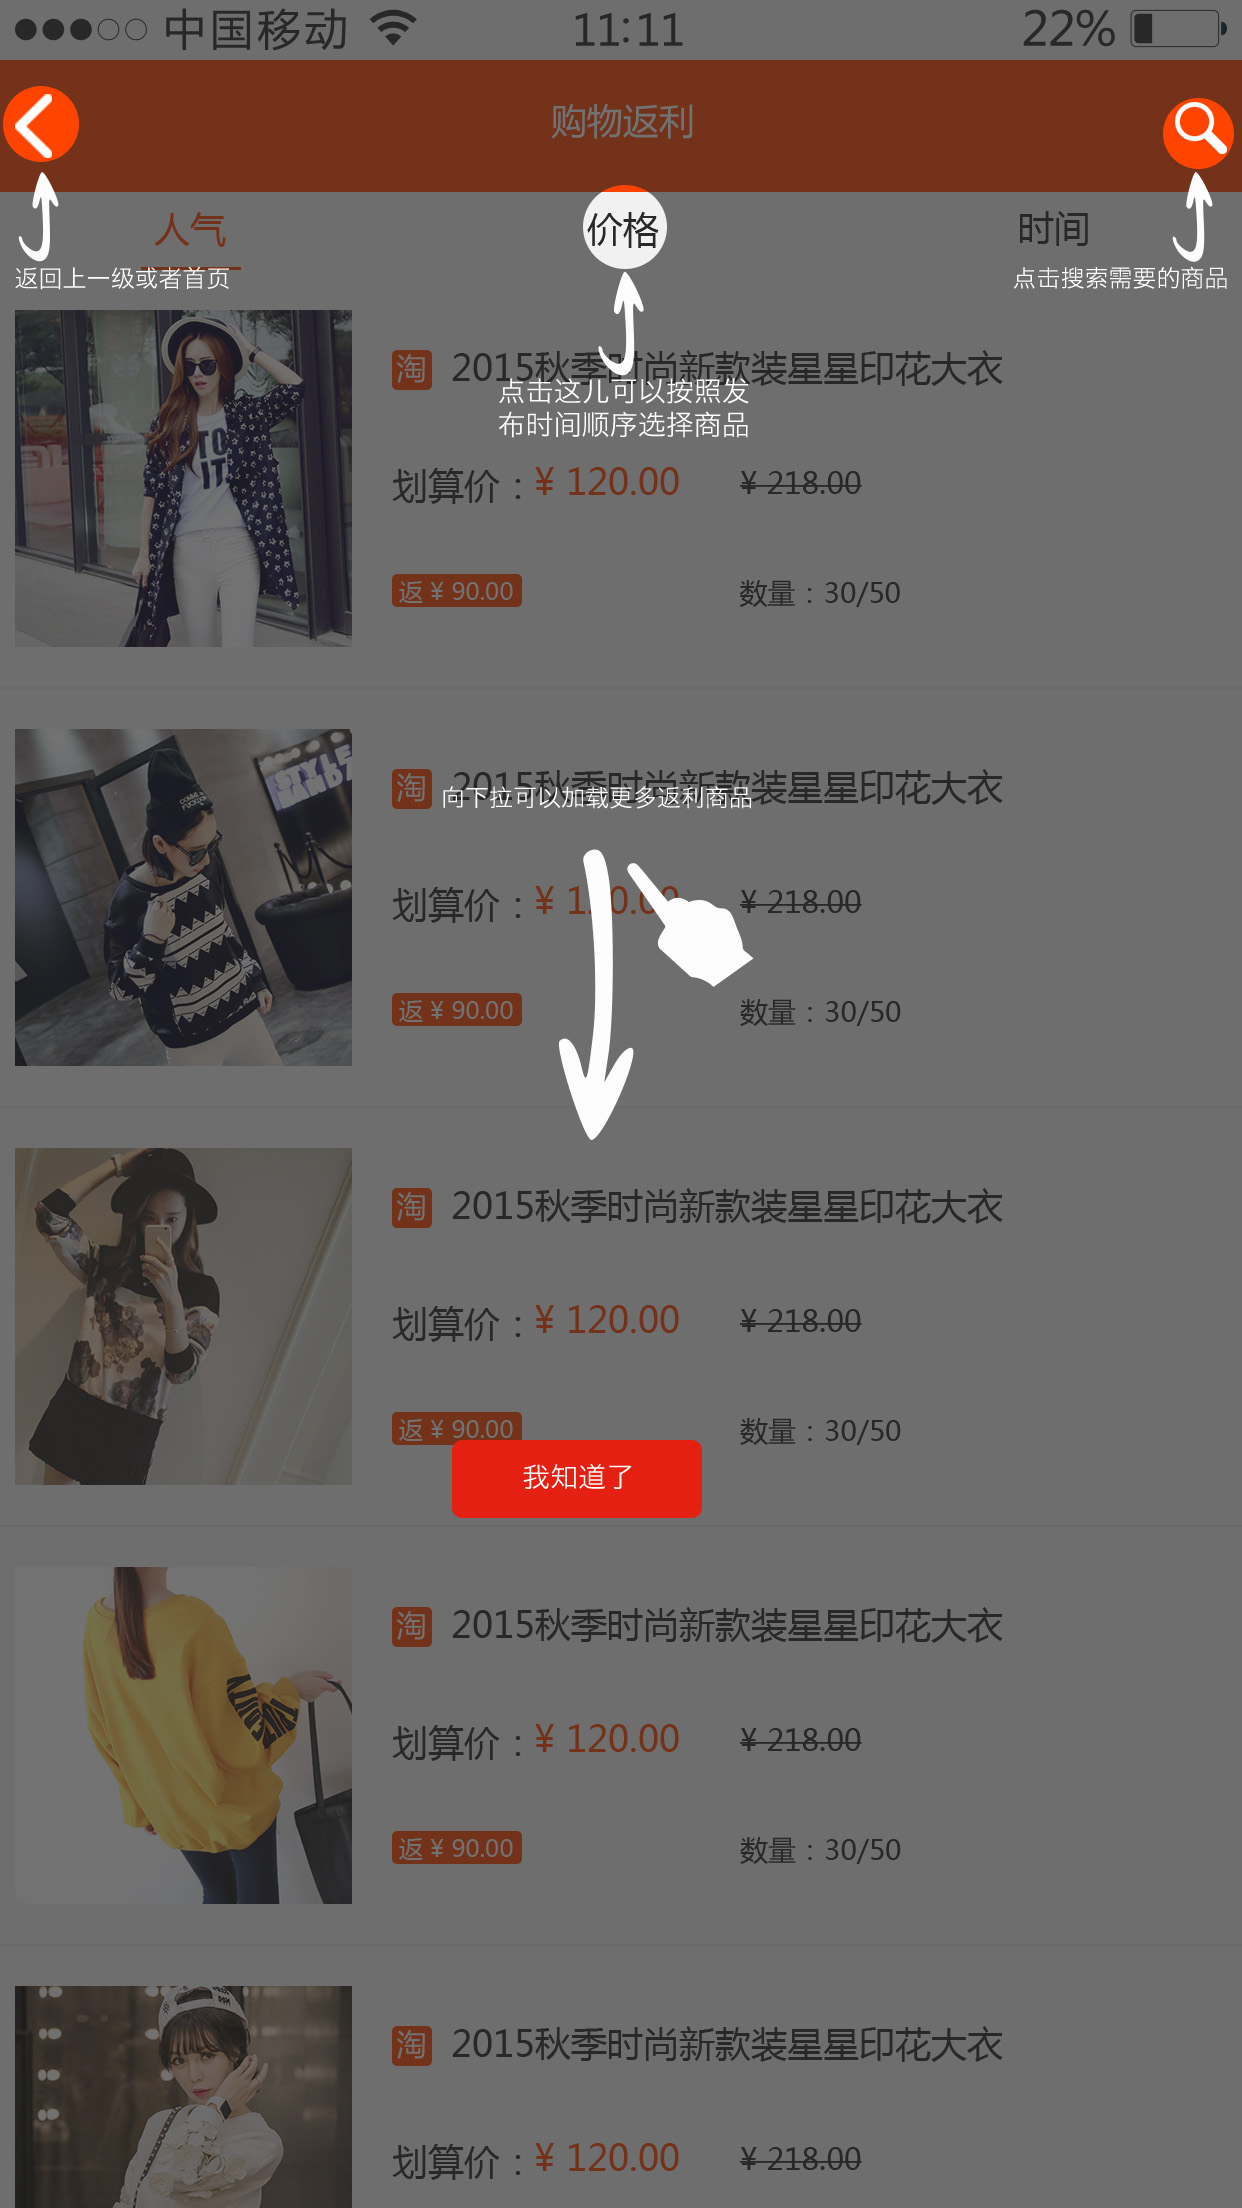 中国移动 11:11 22%
购物返利
人气 价格 时间
返回上一级或者首页
点击搜索需要的商品
淘 2015秋季时尚新款装星星印花大衣
点击这儿可以按照发
布时间顺序选择商品
划算价：¥ 120.00 ¥ 218.00
返 ¥ 90.00 数量：30/50
淘 2015秋季时尚新款装星星印花大衣
向下拉可以加载更多返利商品
划算价：¥ 120.00 ¥ 218.00
返 ¥ 90.00 数量：30/50
淘 2015秋季时尚新款装星星印花大衣
划算价：¥ 120.00 ¥ 218.00
返 ¥ 90.00 数量：30/50
我知道了
淘 2015秋季时尚新款装星星印花大衣
划算价：¥ 120.00 ¥ 218.00
返 ¥ 90.00 数量：30/50
淘 2015秋季时尚新款装星星印花大衣
划算价：¥ 120.00 ¥ 218.00